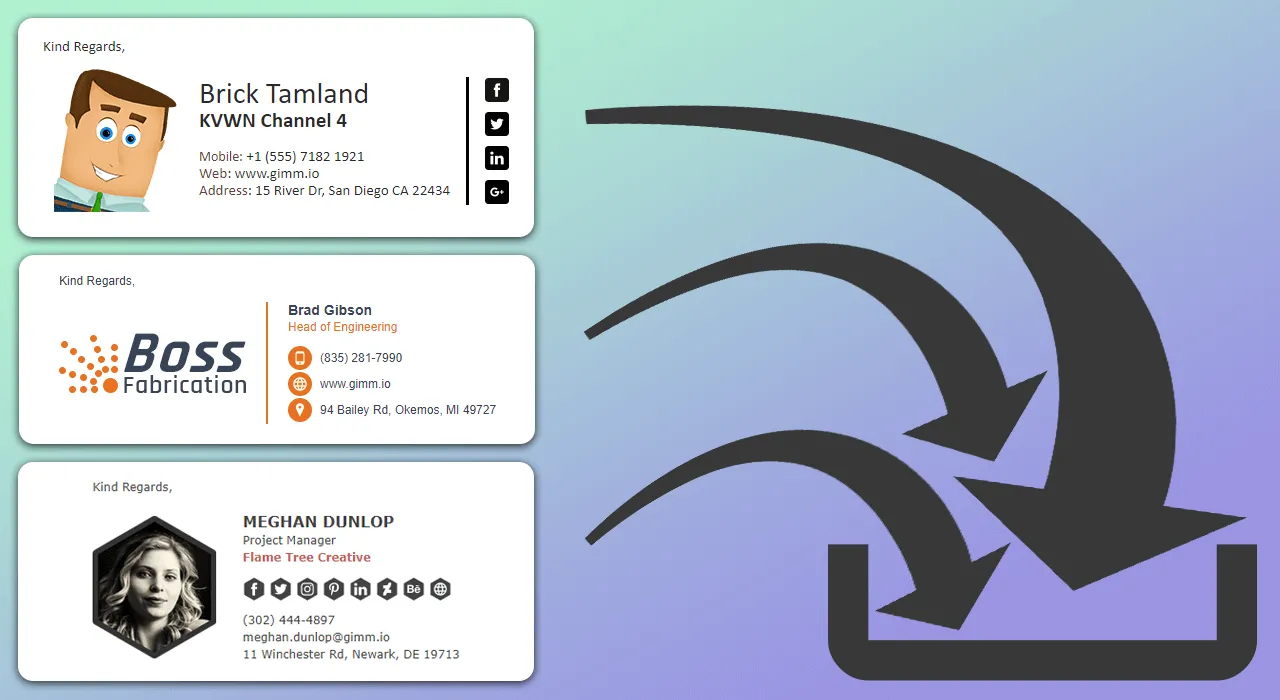 Kind Regards,
Brick Tamland
KVWN Channel 4
Mobile: +1 (555) 7182 1921
Web: www.gimm.io
Address: 15 River Dr, San Diego CA 22434
Kind Regards,
Boss
Fabrication
Brad Gibson
Head of Engineering
(835) 281-7990
www.gimm.io
94 Bailey Rd, Okemos, MI 49727
Kind Regards,
MEGHAN DUNLOP
Project Manager
Flame Tree Creative
(302) 444-4897
meghan.dunlop@gimm.io
11 Winchester Rd, Newark, DE 19713